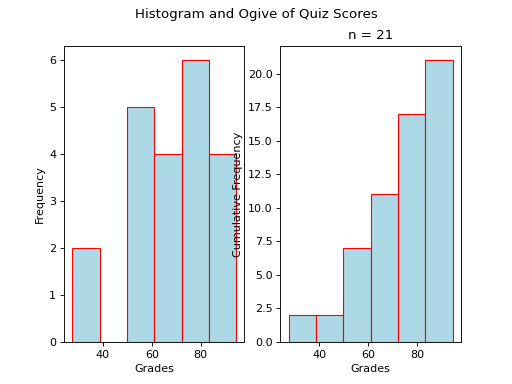 Histogram and Ogive of Quiz Scores
n = 21
Frequency
6
5
4
3
2
1
0
40 60 80
Grades
Cumulative Frequency
20.0
17.5
15.0
12.5
10.0
7.5
5.0
2.5
0.0
40 60 80
Grades